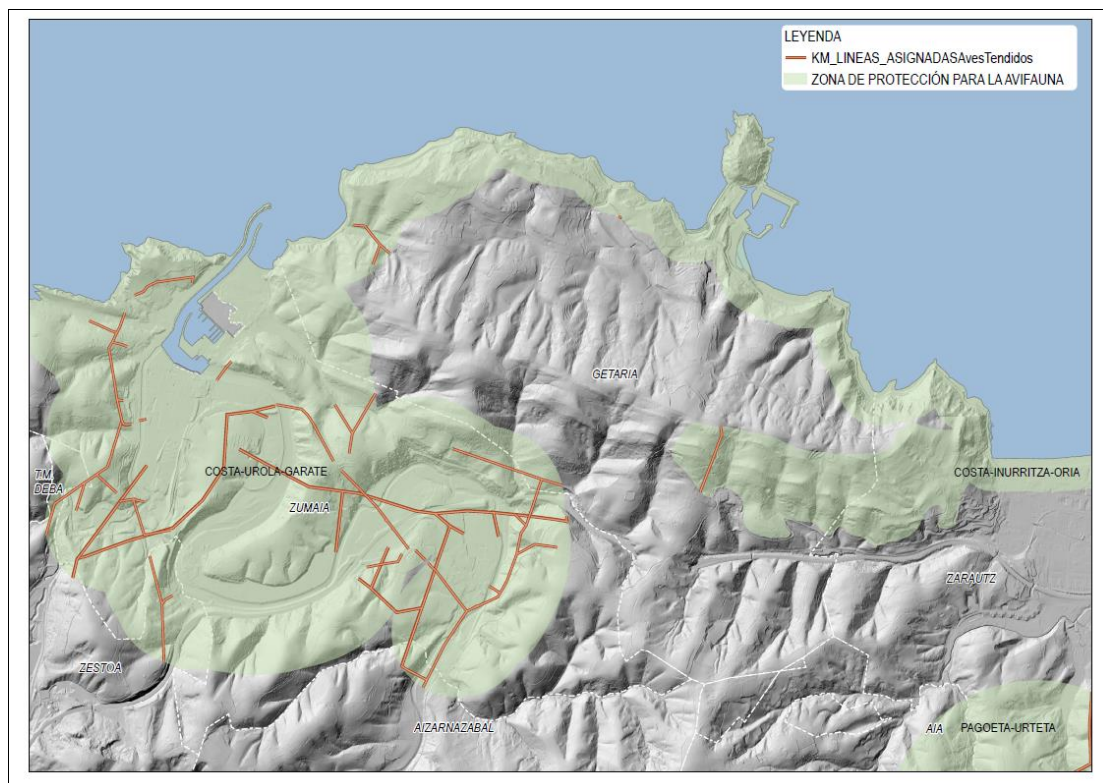 LEYENDA
KM_LINEAS_ASIGNADASAvesTendidos
ZONA DE PROTECCIÓN PARA LA AVIFAUNA
GETARIA
COSTA-UROLA-GARATE
COSTA-INURRITZA-ORIA
T.M.
DEBA
ZUMAIA
ZARAUTZ
ZESTOA
AIZARNAZABAL
AIA
PAGOETA-URTETA